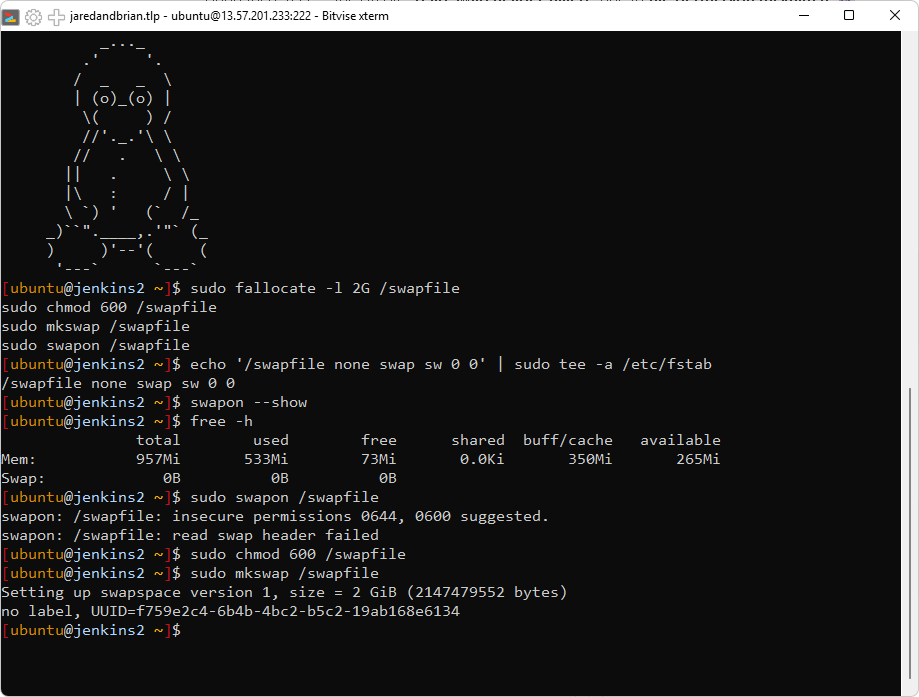 jaredandbrian.tlp - ubuntu@13.57.201.233:222 - Bitvise xterm
         _..._
       .'     '.
      /  _   _  \
      | (o)_(o) |
       \(     ) /
       //'._.'\ \
      //   .   \ \
     ||   .     \ \
     |\   :     / |
     \ `) '   (`  /_
   _)``".____,.'"` (_
   )     )'--'(     (
    '---`      `---`
[ubuntu@jenkins2 ~]$ sudo fallocate -l 2G /swapfile
sudo chmod 600 /swapfile
sudo mkswap /swapfile
sudo swapon /swapfile
[ubuntu@jenkins2 ~]$ echo '/swapfile none swap sw 0 0' | sudo tee -a /etc/fstab
/swapfile none swap sw 0 0
[ubuntu@jenkins2 ~]$ swapon --show
[ubuntu@jenkins2 ~]$ free -h
               total        used        free      shared  buff/cache   available
Mem:           957Mi       533Mi        73Mi       0.0Ki       350Mi       265Mi
Swap:             0B          0B          0B
[ubuntu@jenkins2 ~]$ sudo swapon /swapfile
swapon: /swapfile: insecure permissions 0644, 0600 suggested.
swapon: /swapfile: read swap header failed
[ubuntu@jenkins2 ~]$ sudo chmod 600 /swapfile
[ubuntu@jenkins2 ~]$ sudo mkswap /swapfile
Setting up swapspace version 1, size = 2 GiB (2147479552 bytes)
no label, UUID=f759e2c4-6b4b-4bc2-b5c2-19ab168e6134
[ubuntu@jenkins2 ~]$